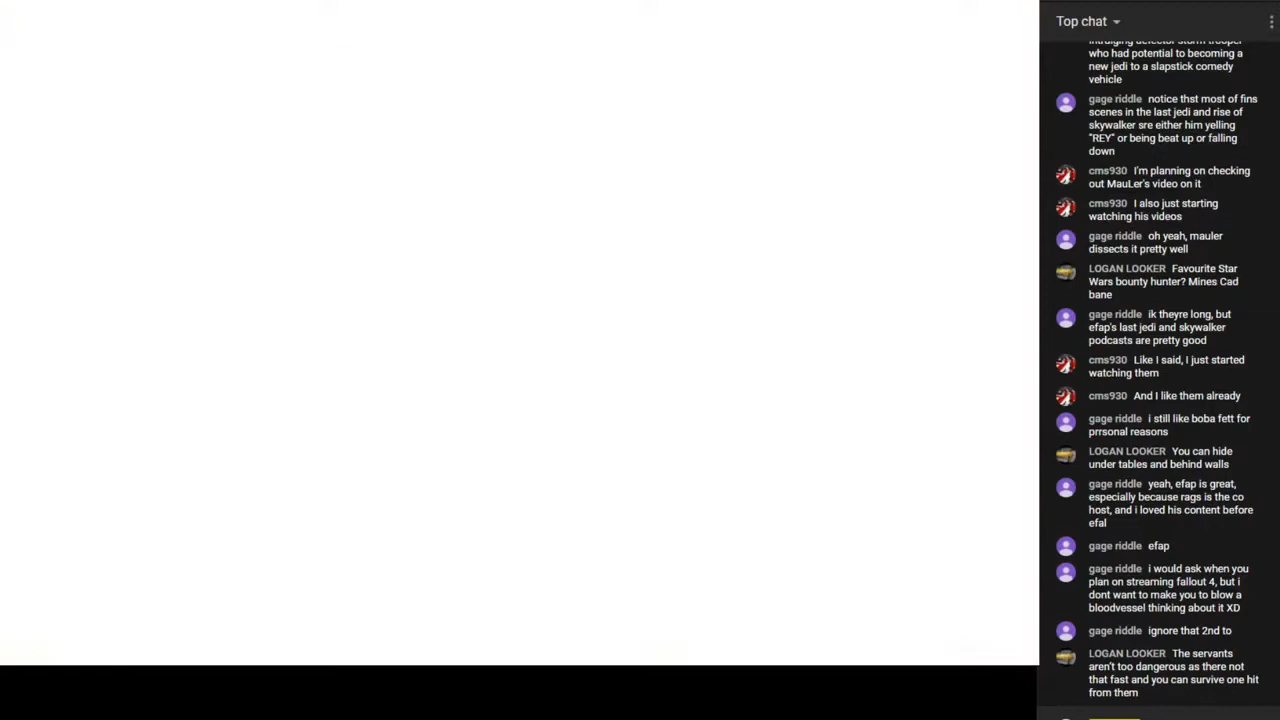 Top chat
intruiging defector storm trooper
who had potential to becoming a
new jedi to a slapstick comedy
vehicle
gage riddle notice thst most of fins
scenes in the last jedi and rise of
skywalker sre either him yelling
"REY" or being beat up or falling
down
cms930 I'm planning on checking
out MauLer's video on it
cms930 I also just starting
watching his videos
gage riddle oh yeah, mauler
dissects it pretty well
LOGAN LOOKER Favourite Star
Wars bounty hunter? Mines Cad
bane
gage riddle ik theyre long, but
efap's last jedi and skywalker
podcasts are pretty good
cms930 Like I said, I just started
watching them
cms930 And I like them already
gage riddle i still like boba fett for
prrsonal reasons
LOGAN LOOKER You can hide
under tables and behind walls
gage riddle yeah, efap is great,
especially because rags is the co
host, and i loved his content before
efal
gage riddle efap
gage riddle i would ask when you
plan on streaming fallout 4, but i
dont want to make you to blow a
bloodvessel thinking about it XD
gage riddle ignore that 2nd to
LOGAN LOOKER The servants
aren't too dangerous as there not
that fast and you can survive one hit
from them